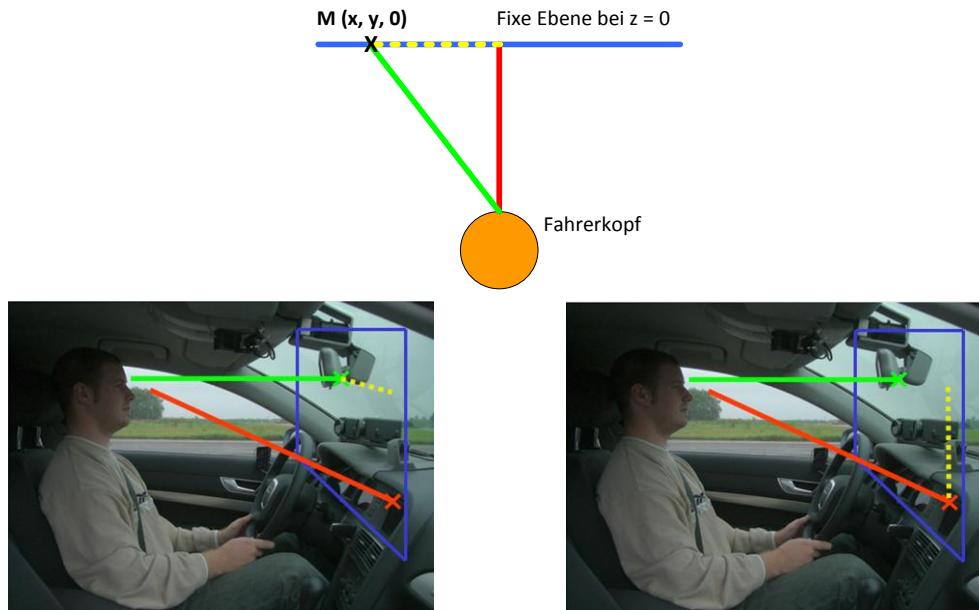 M (x, y, 0)
Fixe Ebene bei z = 0
X
Fahrerkopf